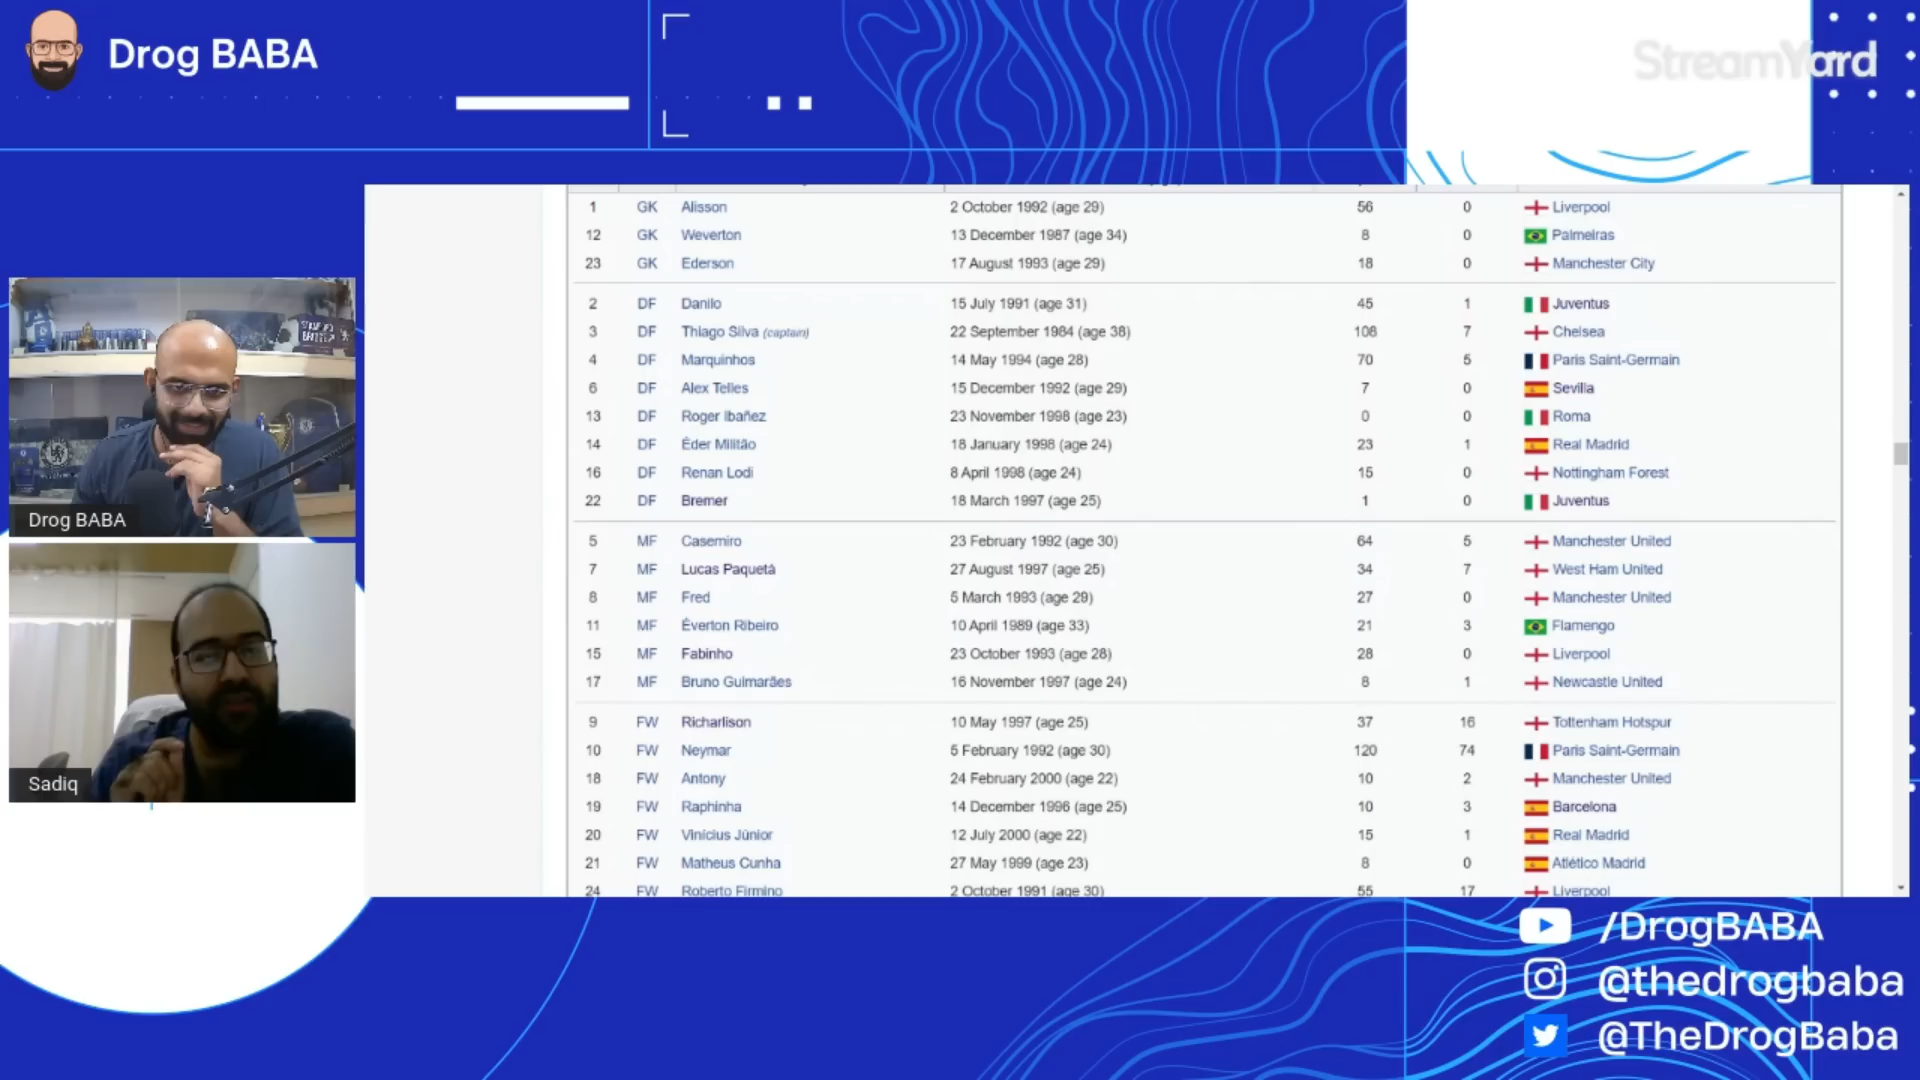 Drog BABA
StreamYard
1 GK Alisson 2 October 1992 (age 29) 56 0 Liverpool
12 GK Weverton 13 December 1987 (age 34) 8 0 Palmeiras
23 GK Ederson 17 August 1993 (age 29) 18 0 Manchester City
2 DF Danilo 15 July 1991 (age 31) 45 1 Juventus
3 DF Thiago Silva (captain) 22 September 1984 (age 38) 108 7 Chelsea
4 DF Marquinhos 14 May 1994 (age 28) 70 5 Paris Saint-Germain
6 DF Alex Telles 15 December 1992 (age 29) 7 0 Sevilla
13 DF Roger Ibañez 23 November 1998 (age 23) 0 0 Roma
14 DF Éder Militão 18 January 1998 (age 24) 23 1 Real Madrid
16 DF Renan Lodi 8 April 1998 (age 24) 15 0 Nottingham Forest
22 DF Bremer 18 March 1997 (age 25) 1 0 Juventus
5 MF Casemiro 23 February 1992 (age 30) 64 5 Manchester United
7 MF Lucas Paquetá 27 August 1997 (age 25) 34 7 West Ham United
8 MF Fred 5 March 1993 (age 29) 27 0 Manchester United
11 MF Éverton Ribeiro 10 April 1989 (age 33) 21 3 Flamengo
15 MF Fabinho 23 October 1993 (age 28) 28 0 Liverpool
17 MF Bruno Guimarães 16 November 1997 (age 24) 8 1 Newcastle United
9 FW Richarlison 10 May 1997 (age 25) 37 16 Tottenham Hotspur
10 FW Neymar 5 February 1992 (age 30) 120 74 Paris Saint-Germain
18 FW Antony 24 February 2000 (age 22) 10 2 Manchester United
19 FW Raphinha 14 December 1996 (age 25) 10 3 Barcelona
20 FW Vinícius Júnior 12 July 2000 (age 22) 15 1 Real Madrid
21 FW Matheus Cunha 27 May 1999 (age 23) 8 0 Atlético Madrid
24 FW Roberto Firmino 2 October 1991 (age 30) 55 17 Liverpool
Drog BABA
Sadiq
/DrogBABA
@thedrogbaba
@TheDrogBaba